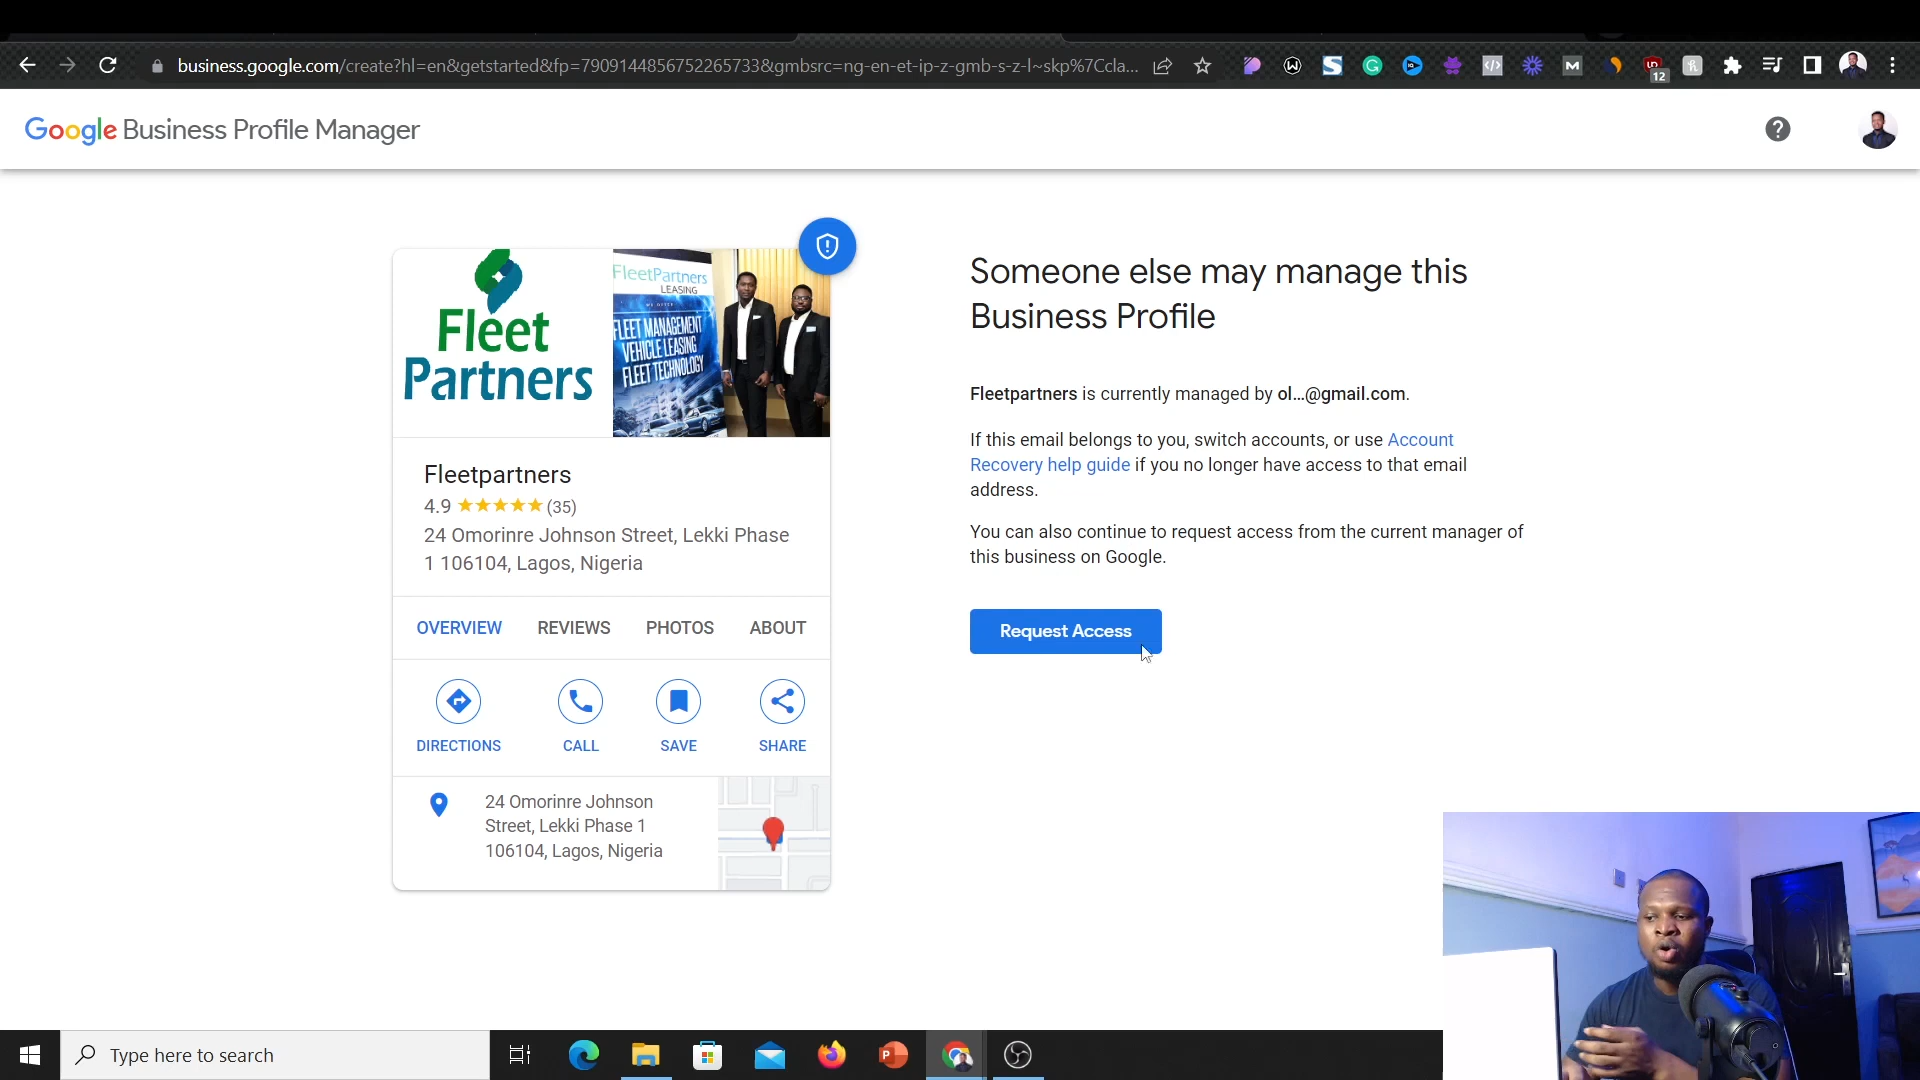 business.google.com/create?hl=en&getstarted&fp=7909144856752265733&gmbsrc=ng-en-et-ip-z-gmb-s-z-l~skp%7Ccla...
12
Google Business Profile Manager
Fleet
Partners
FleetPartners
LEASING
FLEET MANAGEMENT
VEHICLE LEASING
FLEET TECHNOLOGY
Fleetpartners
4.9 ★★★★★ (35)
24 Omorinre Johnson Street, Lekki Phase
1 106104, Lagos, Nigeria
OVERVIEW REVIEWS PHOTOS ABOUT
DIRECTIONS CALL SAVE SHARE
24 Omorinre Johnson
Street, Lekki Phase 1
106104, Lagos, Nigeria
Someone else may manage this
Business Profile
Fleetpartners is currently managed by ol...@gmail.com.
If this email belongs to you, switch accounts, or use Account
Recovery help guide if you no longer have access to that email
address.
You can also continue to request access from the current manager of
this business on Google.
Request Access
Type here to search